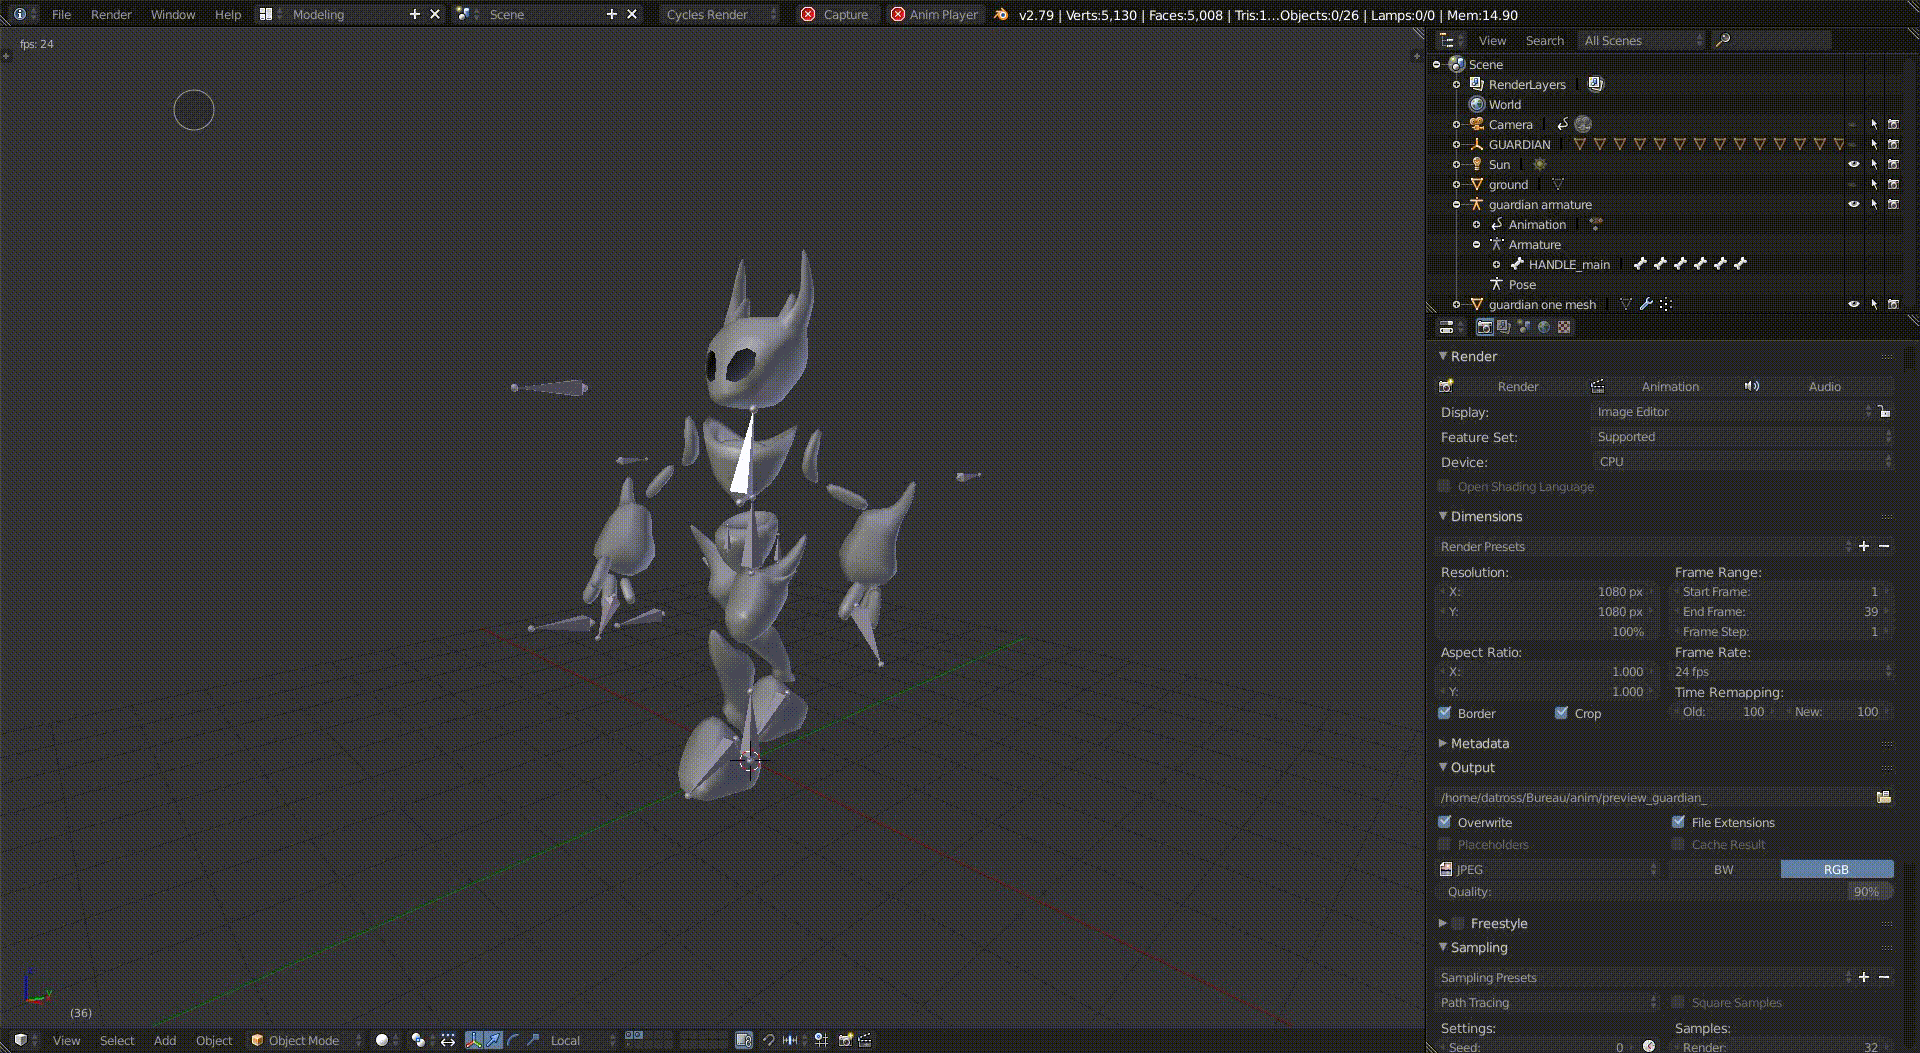 File Render Window Help Modeling Scene Cycles Render Capture Anim Player v2.79 | Verts:5,130 | Faces:5,008 | Tris:1...Objects:0/26 | Lamps:0/0 | Mem:14.90
fps: 24
View Search All Scenes
Scene
RenderLayers
World
Camera
GUARDIAN
Sun
ground
guardian armature
Animation
Armature
HANDLE_main
Pose
guardian one mesh
Render
Render Animation Audio
Display: Image Editor
Feature Set: Supported
Device: CPU
Open Shading Language
Dimensions
Render Presets
Resolution: Frame Range:
X: 1080 px Start Frame: 1
Y: 1080 px End Frame: 39
100% Frame Step: 1
Aspect Ratio: Frame Rate:
X: 1.000 24 fps
Y: 1.000 Time Remapping:
Border Crop Old: 100 New: 100
Metadata
Output
/home/datross/Bureau/anim/preview_guardian_
Overwrite File Extensions
Placeholders Cache Result
JPEG BW RGB
Quality: 90%
Freestyle
Sampling
Sampling Presets
Path Tracing Square Samples
Settings: Samples:
Seed: 0 Render: 32
x y
(36)
View Select Add Object Object Mode Local